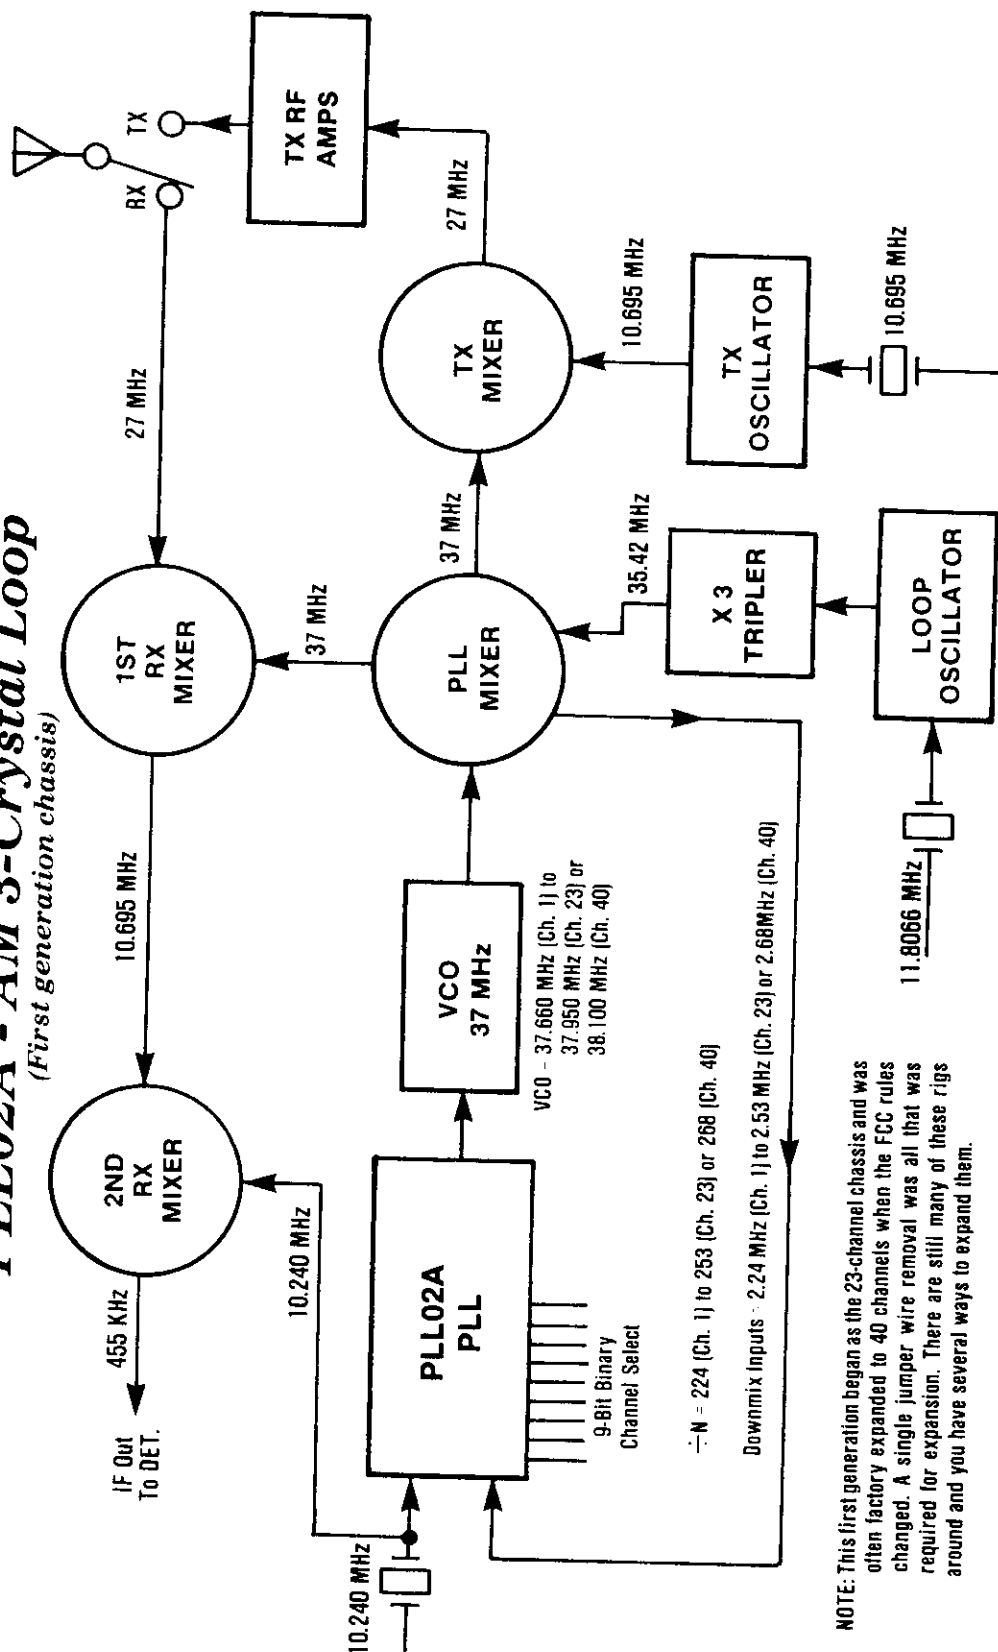 PLL02A - AM 3-Crystal Loop
(First generation chassis)
TX
RX
TX RF
AMPS
27 MHz
27 MHz
1ST
RX
MIXER
10.695 MHz
2ND
RX
MIXER
455 KHz
IF Out
To DET.
10.240 MHz
37 MHz
TX
MIXER
37 MHz
PLL
MIXER
10.695 MHz
TX
OSCILLATOR
10.695 MHz
35.42 MHz
X 3
TRIPLER
LOOP
OSCILLATOR
11.8066 MHz
VCO
37 MHz
VCO - 37.660 MHz (Ch. 1) to
37.950 MHz (Ch. 23) or
38.100 MHz (Ch. 40)
PLL02A
PLL
9-Bit Binary
Channel Select
10.240 MHz
÷N = 224 (Ch. 1) to 253 (Ch. 23) or 268 (Ch. 40)
Downmix Inputs - 2.24 MHz (Ch. 1) to 2.53 MHz (Ch. 23) or 2.68MHz (Ch. 40)
NOTE: This first generation began as the 23-channel chassis and was
often factory expanded to 40 channels when the FCC rules
changed. A single jumper wire removal was all that was
required for expansion. There are still many of these rigs
around and you have several ways to expand them.